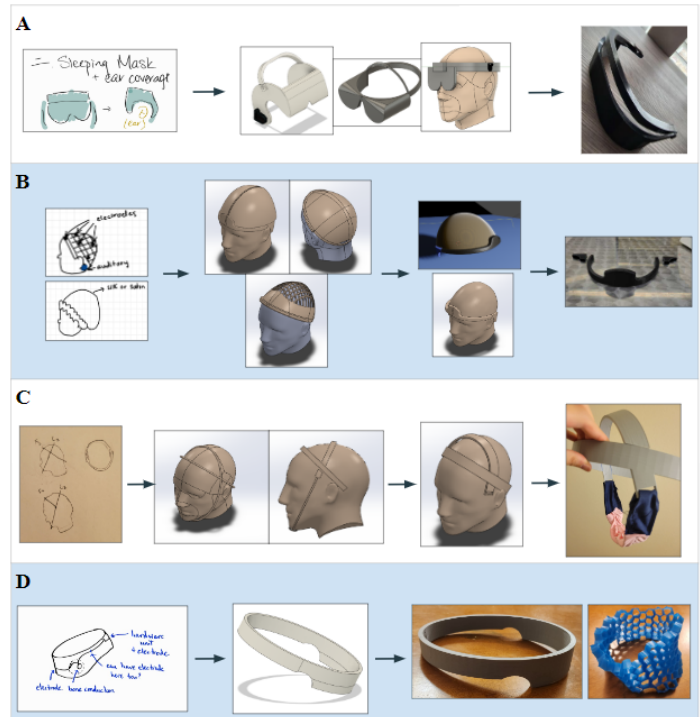 A
Sleeping Mask
+ ear coverage
(ear)
B
electrodes
auditory
silk or satin
C
D
hardware
unit
+ electrode
can have electrode
here too?
electrode bone conduction